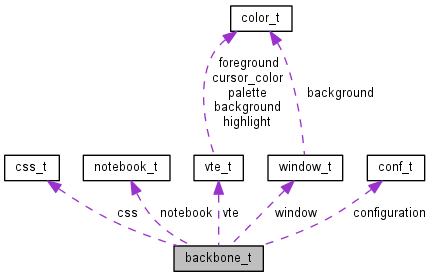 color_t
foreground
cursor_color
palette
background
highlight
background
css_t
notebook_t
vte_t
window_t
conf_t
css
notebook
vte
window
configuration
backbone_t